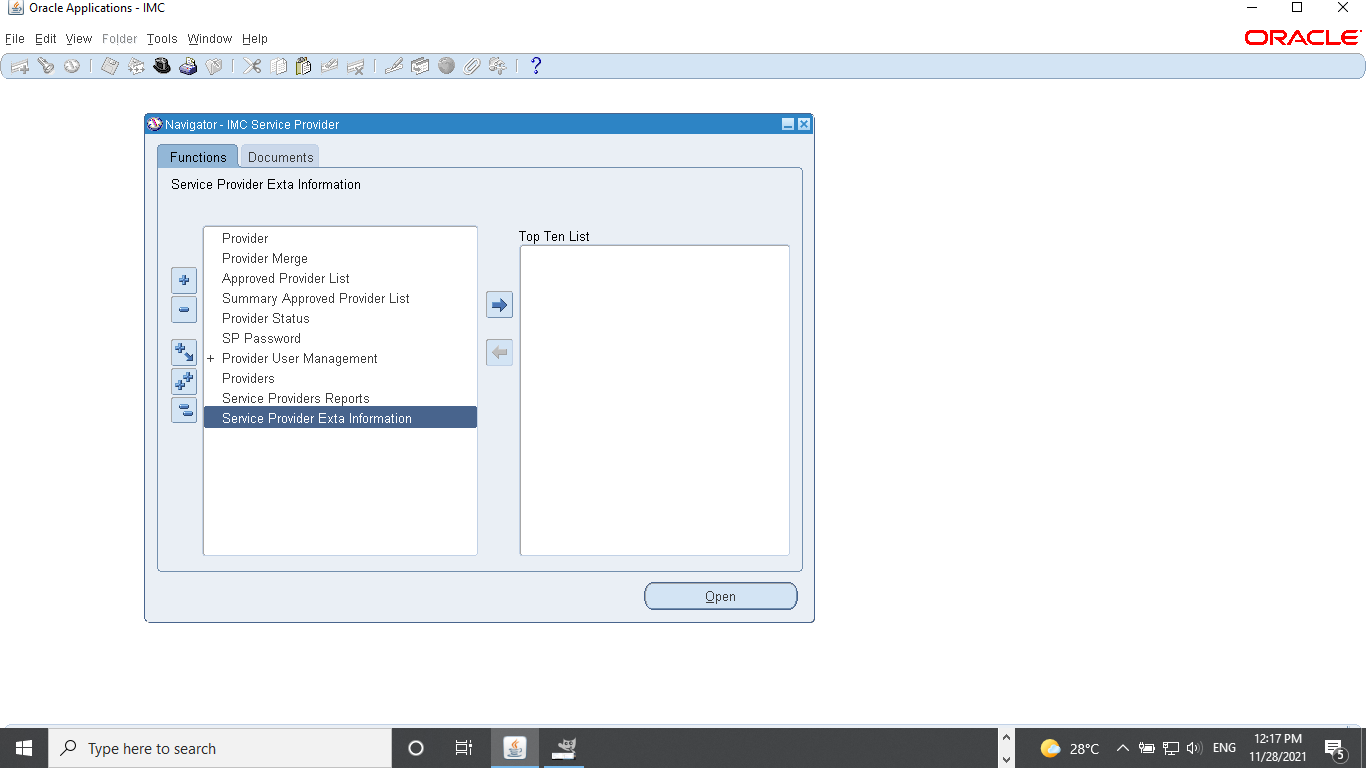 Oracle Applications - IMC
File Edit View Folder Tools Window Help
ORACLE
?
Navigator - IMC Service Provider
Functions Documents
Service Provider Exta Information
Top Ten List
Provider
Provider Merge
Approved Provider List
Summary Approved Provider List
Provider Status
SP Password
+ Provider User Management
Providers
Service Providers Reports
Service Provider Exta Information
Open
Type here to search
28°C
ENG
12:17 PM
11/28/2021
5